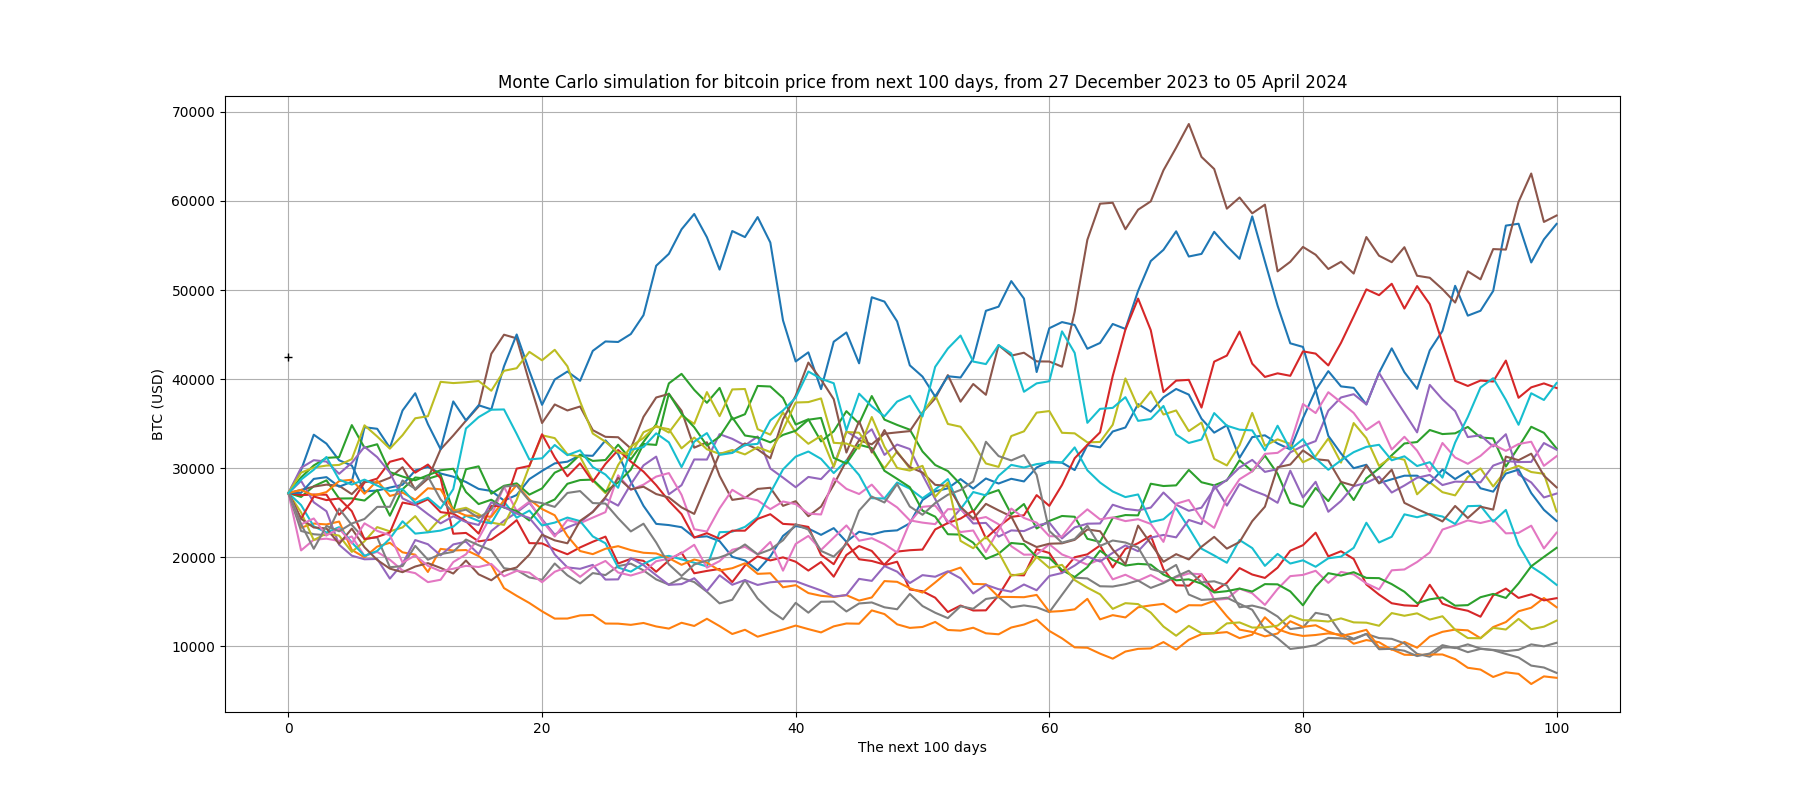 Monte Carlo simulation for bitcoin price from next 100 days, from 27 December 2023 to 05 April 2024
70000
60000
50000
40000
30000
20000
10000
BTC (USD)
0 20 40 60 80 100
The next 100 days